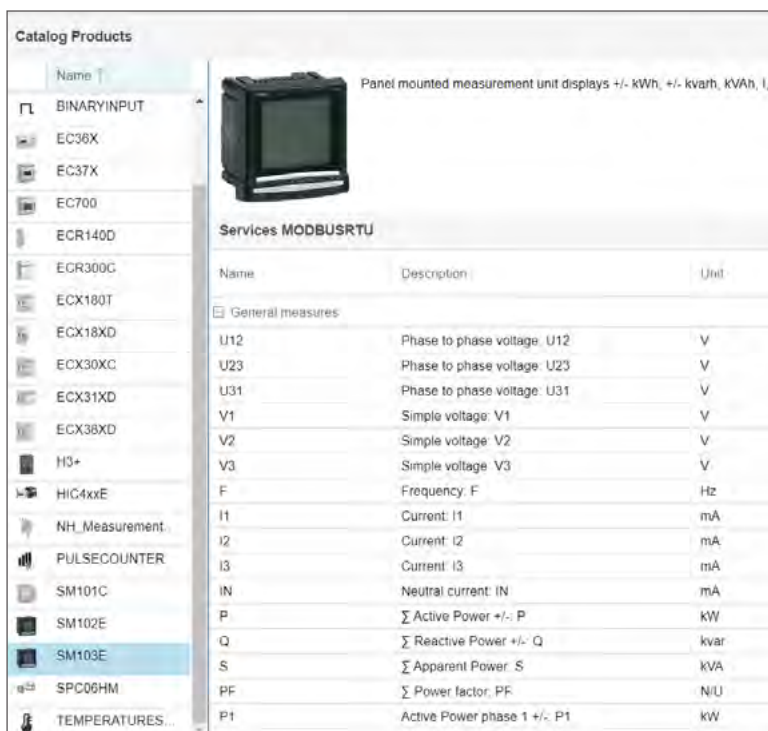 Catalog Products
Name ↑
BINARYINPUT
EC36X
EC37X
EC700
ECR140D
ECR300C
ECX180T
ECX18XD
ECX30XC
ECX31XD
ECX38XD
H3+
HIC4xxE
NH_Measurement...
PULSECOUNTER
SM101C
SM102E
SM103E
SPC06HM
TEMPERATURES...
Panel mounted measurement unit displays +/- kWh, +/- kvarh, kVAh, I,
Services MODBUSRTU
Name Description Unit
General measures
U12 Phase to phase voltage: U12 V
U23 Phase to phase voltage: U23 V
U31 Phase to phase voltage: U31 V
V1 Simple voltage: V1 V
V2 Simple voltage: V2 V
V3 Simple voltage: V3 V
F Frequency: F Hz
I1 Current: I1 mA
I2 Current: I2 mA
I3 Current: I3 mA
IN Neutral current: IN mA
P ∑ Active Power +/-: P kW
Q ∑ Reactive Power +/-: Q kvar
S ∑ Apparent Power: S kVA
PF ∑ Power factor: PF N/U
P1 Active Power phase 1 +/-: P1 kW